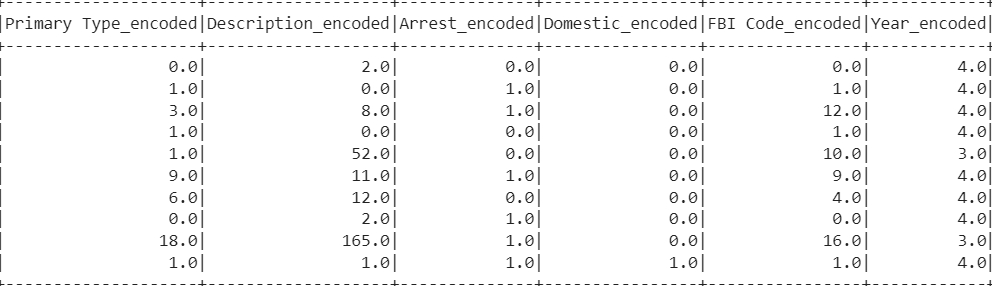 |Primary Type_encoded|Description_encoded|Arrest_encoded|Domestic_encoded|FBI Code_encoded|Year_encoded|
+--------------------+-------------------+--------------+----------------+----------------+------------+
|                 0.0|                2.0|           0.0|             0.0|             0.0|         4.0|
|                 1.0|                0.0|           1.0|             0.0|             1.0|         4.0|
|                 3.0|                8.0|           1.0|             0.0|            12.0|         4.0|
|                 1.0|                0.0|           0.0|             0.0|             1.0|         4.0|
|                 1.0|               52.0|           0.0|             0.0|            10.0|         3.0|
|                 9.0|               11.0|           1.0|             0.0|             9.0|         4.0|
|                 6.0|               12.0|           0.0|             0.0|             4.0|         4.0|
|                 0.0|                2.0|           1.0|             0.0|             0.0|         4.0|
|                18.0|              165.0|           1.0|             0.0|            16.0|         3.0|
|                 1.0|                1.0|           1.0|             1.0|             1.0|         4.0|
+--------------------+-------------------+--------------+----------------+----------------+------------+